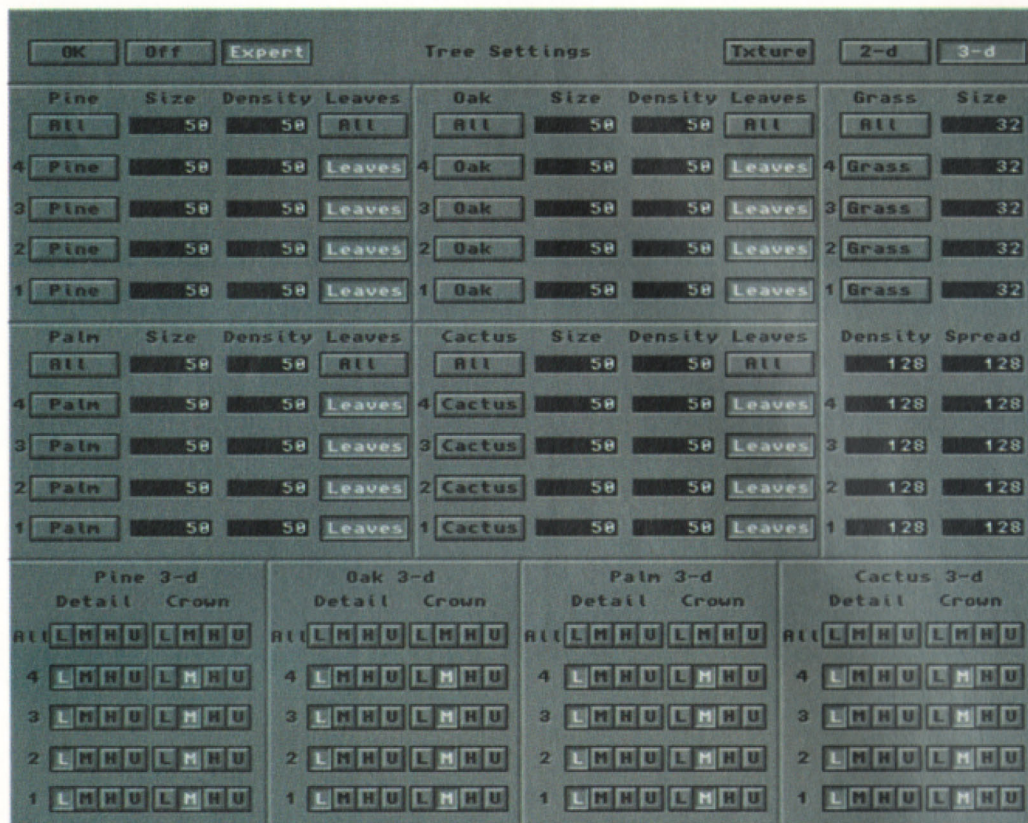 OK Off Expert Tree Settings Txture 2-d 3-d
Pine Size Density Leaves Oak Size Density Leaves Grass Size
All 50 50 All All 50 50 All All 32
4 Pine 50 50 Leaves 4 Oak 50 50 Leaves 4 Grass 32
3 Pine 50 50 Leaves 3 Oak 50 50 Leaves 3 Grass 32
2 Pine 50 50 Leaves 2 Oak 50 50 Leaves 2 Grass 32
1 Pine 50 50 Leaves 1 Oak 50 50 Leaves 1 Grass 32
Palm Size Density Leaves Cactus Size Density Leaves Density Spread
All 50 50 All All 50 50 All 128 128
4 Palm 50 50 Leaves 4 Cactus 50 50 Leaves 4 128 128
3 Palm 50 50 Leaves 3 Cactus 50 50 Leaves 3 128 128
2 Palm 50 50 Leaves 2 Cactus 50 50 Leaves 2 128 128
1 Palm 50 50 Leaves 1 Cactus 50 50 Leaves 1 128 128
Pine 3-d Oak 3-d Palm 3-d Cactus 3-d
Detail Crown Detail Crown Detail Crown Detail Crown
All L M H U L M H U All L M H U L M H U All L M H U L M H U All L M H U L M H U
4 L M H U L M H U 4 L M H U L M H U 4 L M H U L M H U 4 L M H U L M H U
3 L M H U L M H U 3 L M H U L M H U 3 L M H U L M H U 3 L M H U L M H U
2 L M H U L M H U 2 L M H U L M H U 2 L M H U L M H U 2 L M H U L M H U
1 L M H U L M H U 1 L M H U L M H U 1 L M H U L M H U 1 L M H U L M H U